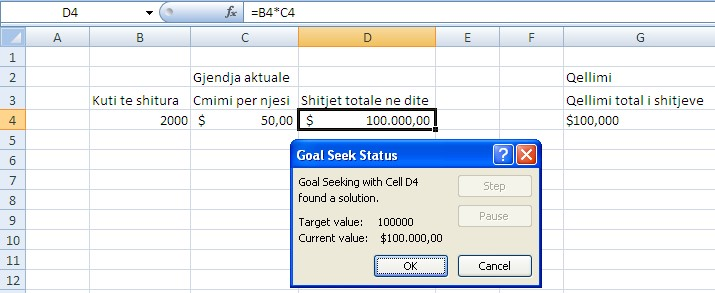 D4 fx =B4*C4
A B C D E F G
1
2 Gjendja aktuale Qellimi
3 Kuti te shitura Cmimi per njesi Shitjet totale ne dite Qellimi total i shitjeve
4 2000 $ 50,00 $ 100.000,00 $100,000
5
6
7
8
9
10
11
12
Goal Seek Status
?
Goal Seeking with Cell D4
found a solution.
Step
Pause
Target value: 100000
Current value: $100.000,00
OK Cancel